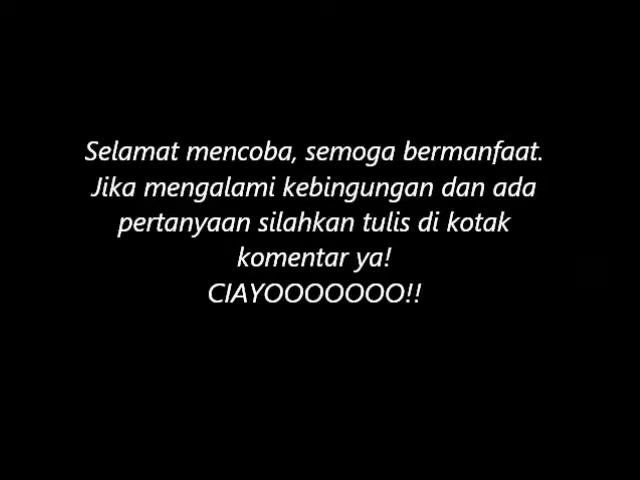 Selamat mencoba, semoga bermanfaat.
Jika mengalami kebingungan dan ada
pertanyaan silahkan tulis di kotak
komentar ya!
CIAYOOOOOOO!!